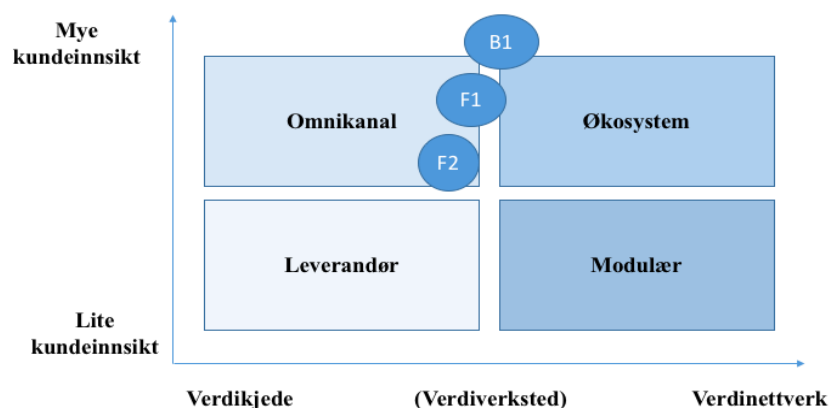 Mye
kundeinnsikt
B1
F1
Omnikanal
Økosystem
F2
Leverandør
Modulær
Lite
kundeinnsikt
Verdikjede
(Verdiverksted)
Verdinettverk